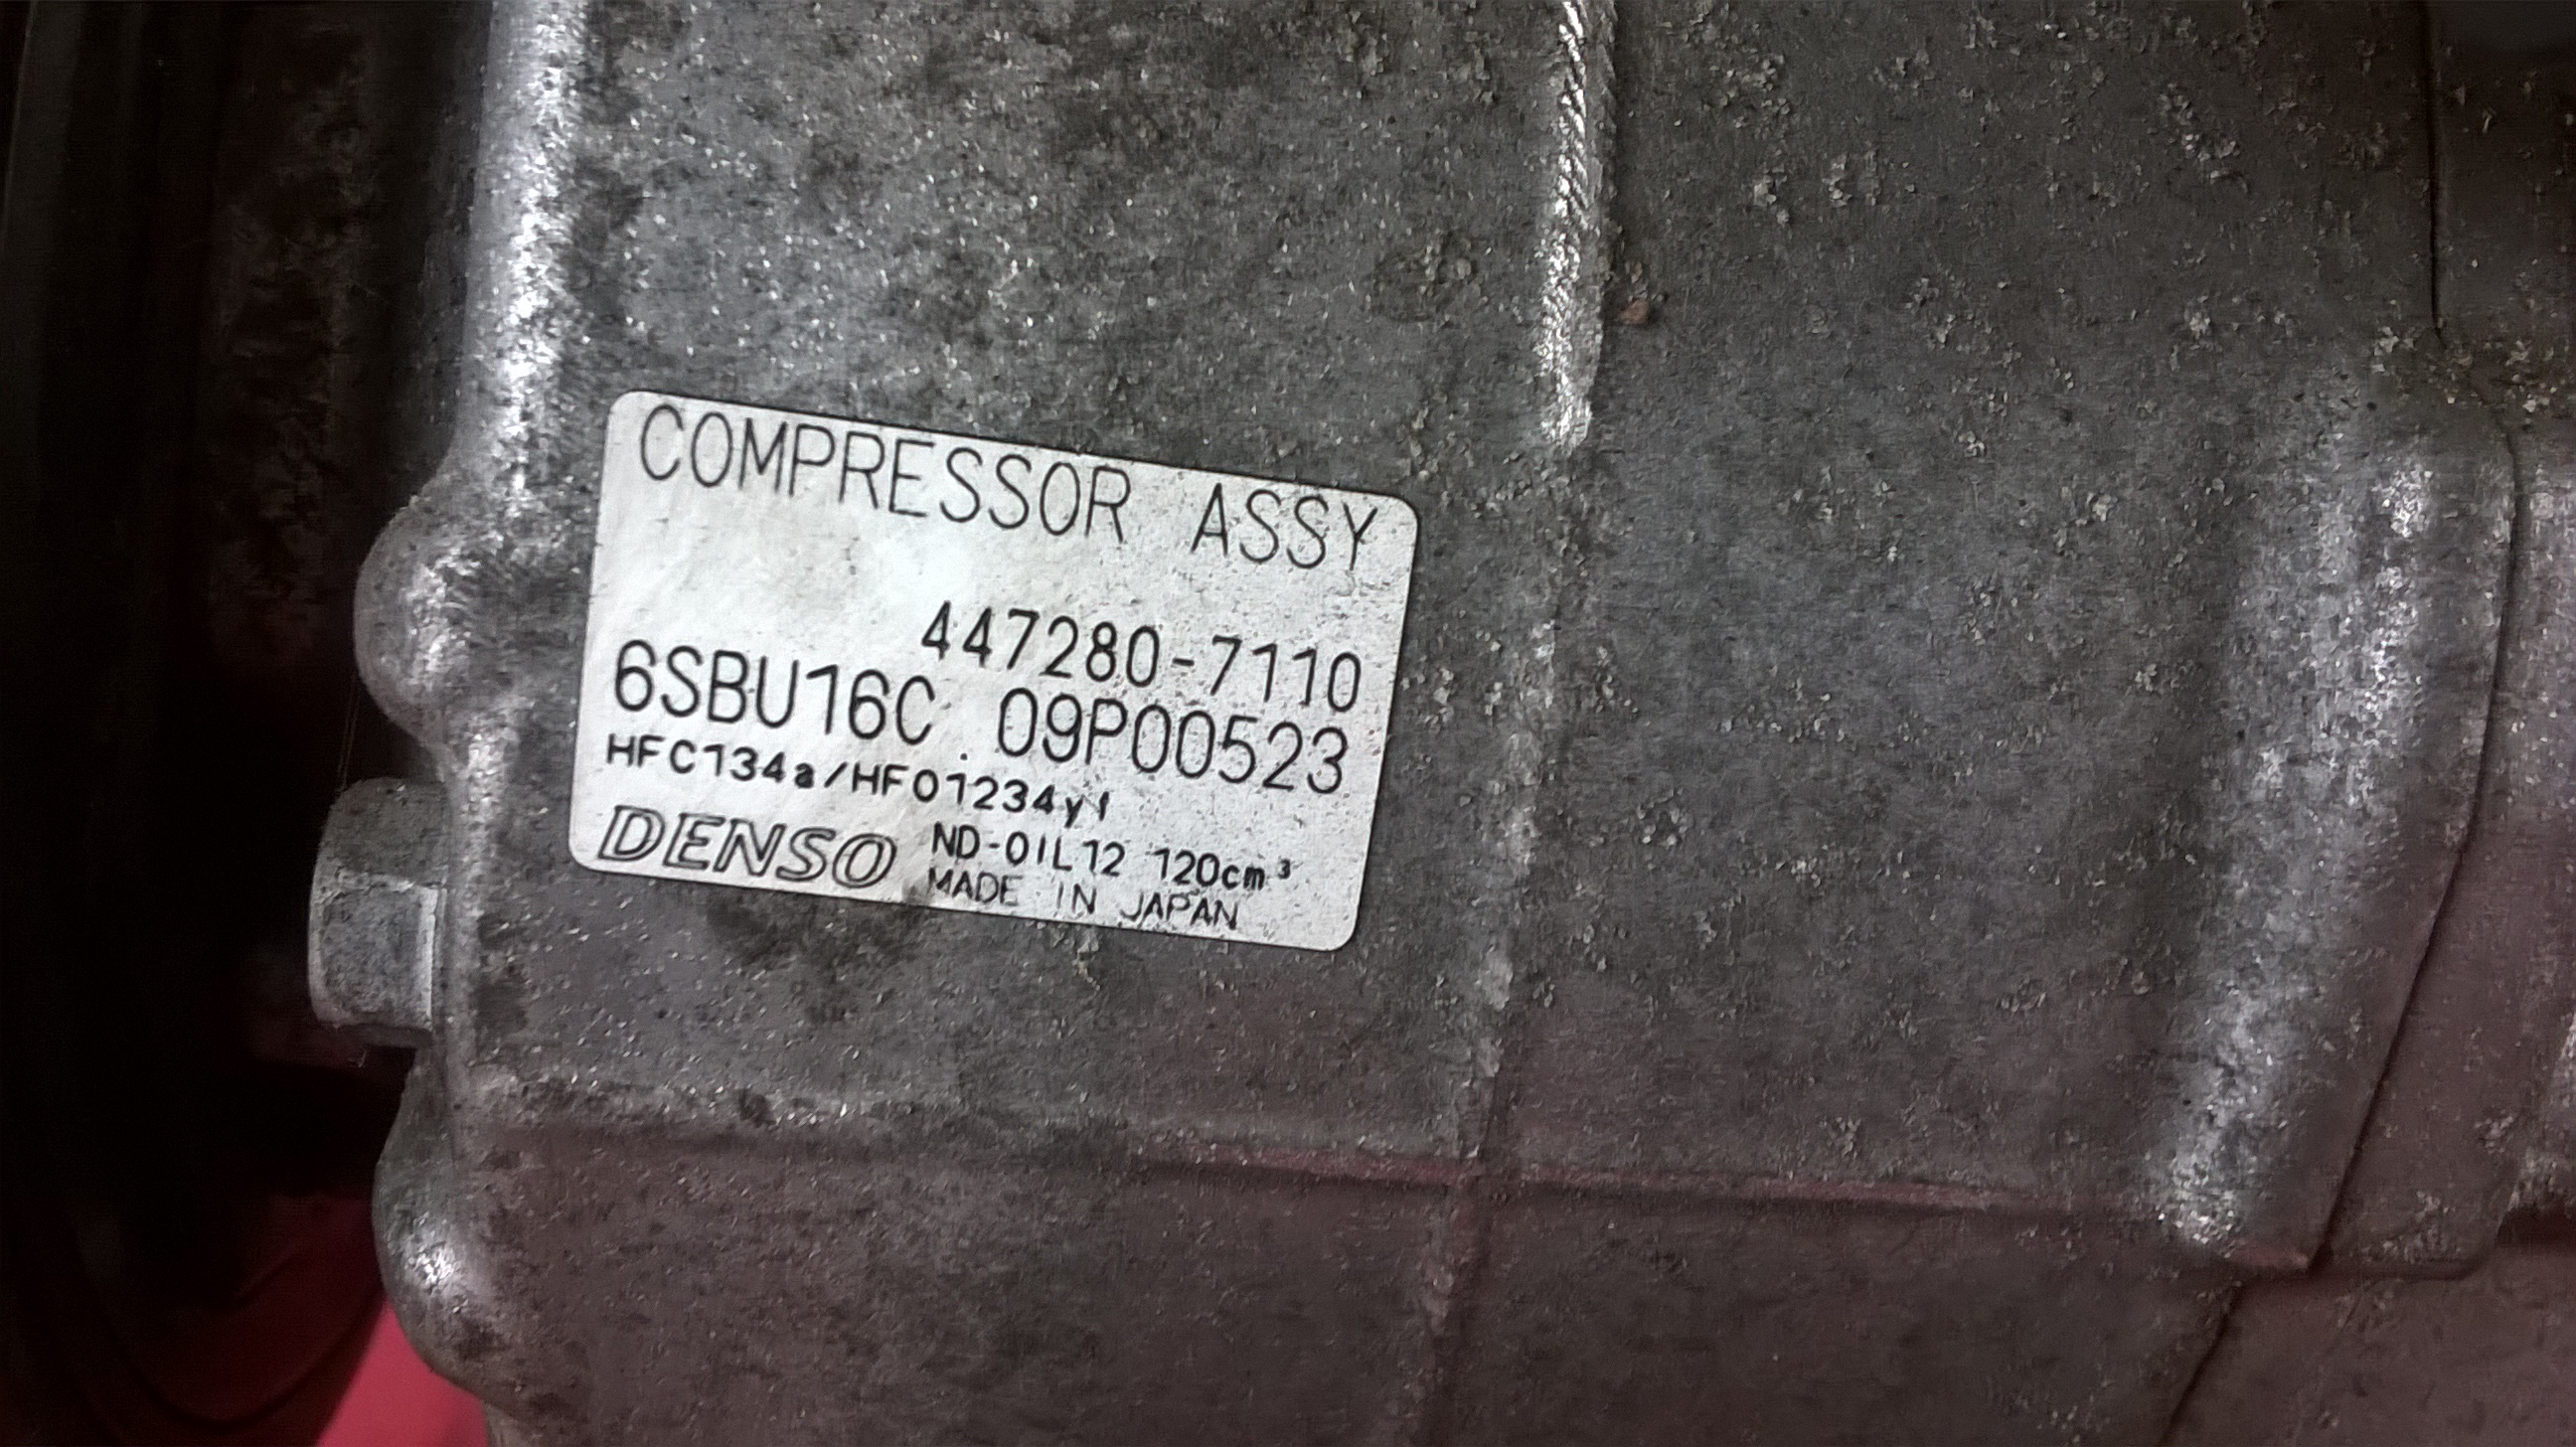 COMPRESSOR ASSY
447280-7110
6SBU16C 09P00523
HFC134a/HFO1234yf
DENSO ND-OIL12 120cm³
MADE IN JAPAN